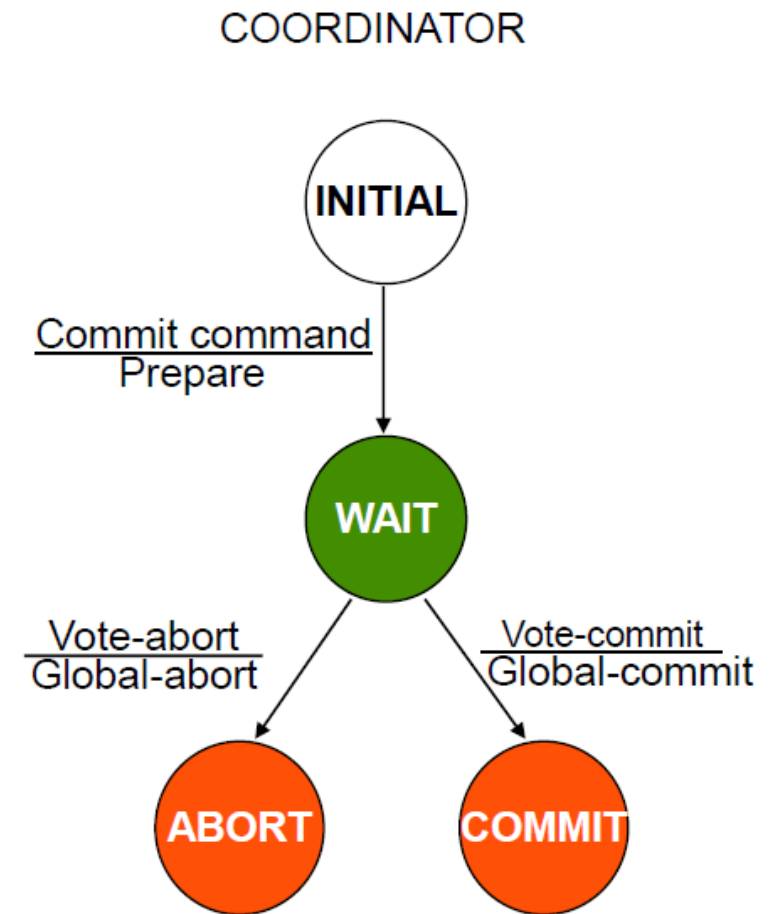 COORDINATOR
INITIAL
Commit command
Prepare
WAIT
Vote-abort
Global-abort
Vote-commit
Global-commit
ABORT
COMMIT